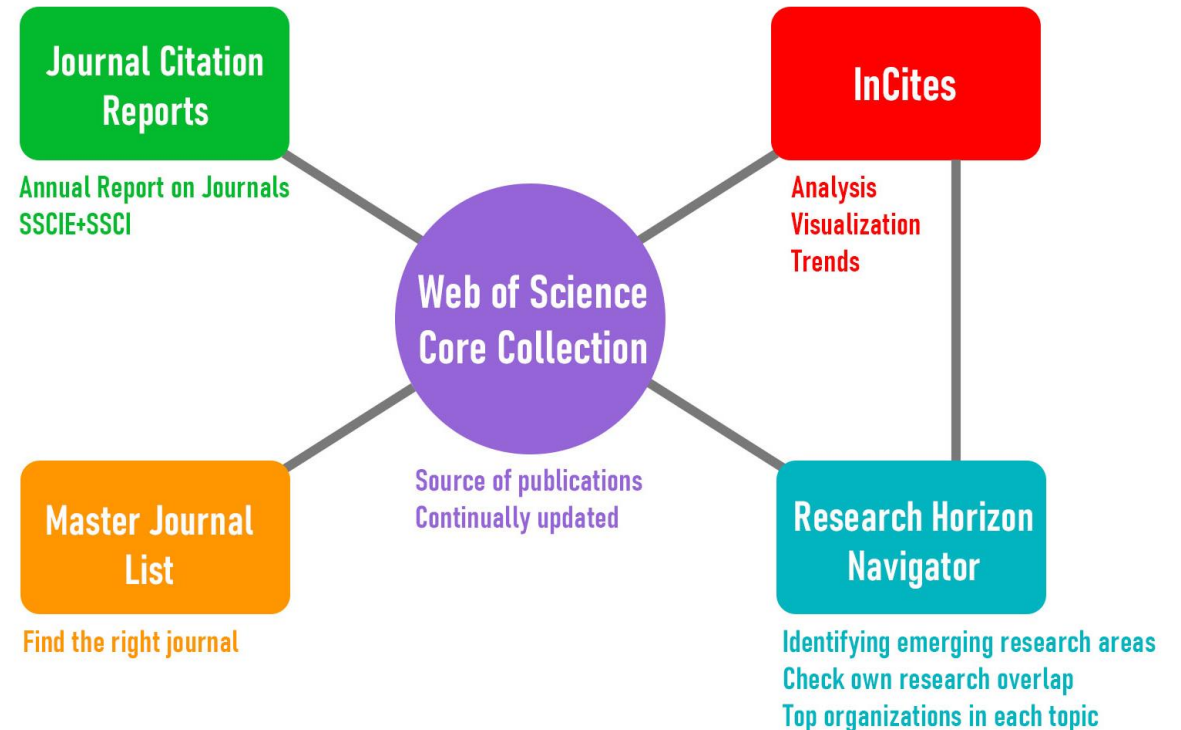 Journal Citation
Reports
Annual Report on Journals
SSCIE+SSCI
InCites
Analysis
Visualization
Trends
Web of Science
Core Collection
Source of publications
Continually updated
Master Journal
List
Find the right journal
Research Horizon
Navigator
Identifying emerging research areas
Check own research overlap
Top organizations in each topic